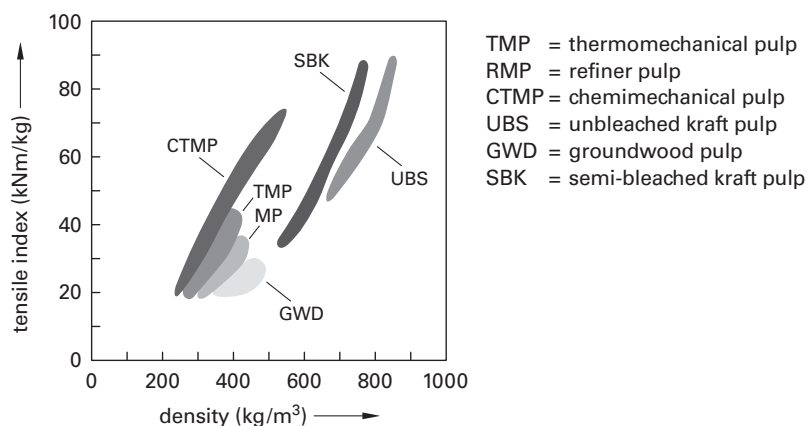 100
80
60
40
20
0
tensile index (kNm/kg)
SBK
CTMP
TMP
MP
UBS
GWD
0 200 400 600 800 1000
density (kg/m³)
TMP = thermomechanical pulp
RMP = refiner pulp
CTMP = chemimechanical pulp
UBS = unbleached kraft pulp
GWD = groundwood pulp
SBK = semi-bleached kraft pulp